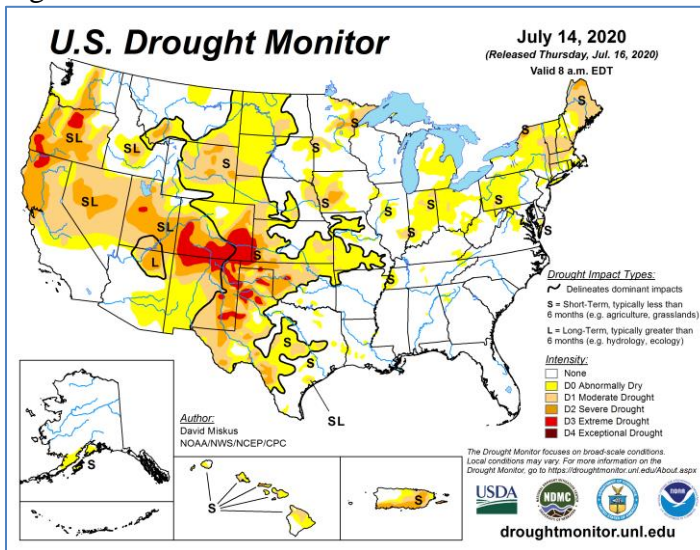 U.S. Drought Monitor
July 14, 2020
(Released Thursday, Jul. 16, 2020)
Valid 8 a.m. EDT
S
S
S
SL
SL
S
S
S
S
SL
SL
S
S
S
S
S
S
L
S
S
S
SL
Drought Impact Types:
Delineates dominant impacts
S = Short-Term, typically less than
6 months (e.g. agriculture, grasslands)
L = Long-Term, typically greater than
6 months (e.g. hydrology, ecology)
Intensity:
None
D0 Abnormally Dry
D1 Moderate Drought
D2 Severe Drought
D3 Extreme Drought
D4 Exceptional Drought
Author:
David Miskus
NOAA/NWS/NCEP/CPC
S
S
S
The Drought Monitor focuses on broad-scale conditions.
Local conditions may vary. For more information on the
Drought Monitor, go to https://droughtmonitor.unl.edu/About.aspx
USDA
NDMC
NOAA
droughtmonitor.unl.edu